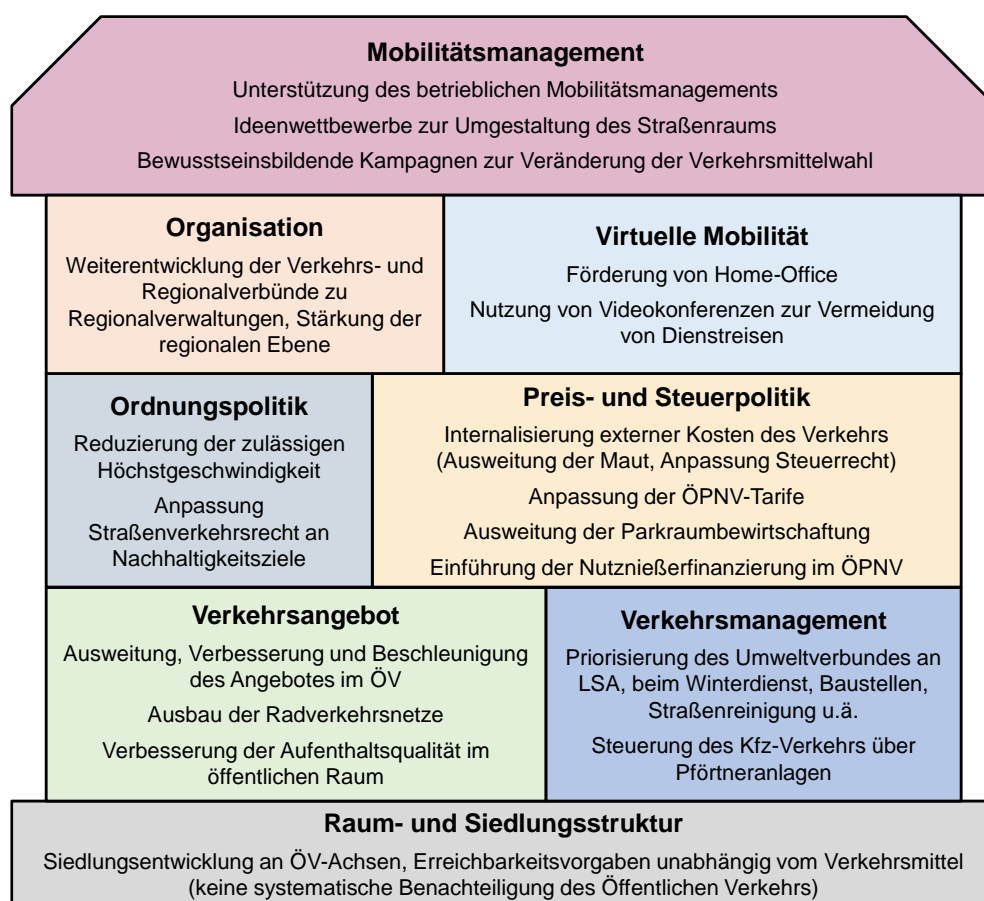 Mobilitätsmanagement
Unterstützung des betrieblichen Mobilitätsmanagements
Ideenwettbewerbe zur Umgestaltung des Straßenraums
Bewusstseinsbildende Kampagnen zur Veränderung der Verkehrsmittelwahl
Organisation
Weiterentwicklung der Verkehrs- und
Regionalverbünde zu
Regionalverwaltungen, Stärkung der
regionalen Ebene
Virtuelle Mobilität
Förderung von Home-Office
Nutzung von Videokonferenzen zur Vermeidung
von Dienstreisen
Ordnungspolitik
Reduzierung der zulässigen
Höchstgeschwindigkeit
Anpassung
Straßenverkehrsrecht an
Nachhaltigkeitsziele
Preis- und Steuerpolitik
Internalisierung externer Kosten des Verkehrs
(Ausweitung der Maut, Anpassung Steuerrecht)
Anpassung der ÖPNV-Tarife
Ausweitung der Parkraumbewirtschaftung
Einführung der Nutznießerfinanzierung im ÖPNV
Verkehrsangebot
Ausweitung, Verbesserung und Beschleunigung
des Angebotes im ÖV
Ausbau der Radverkehrsnetze
Verbesserung der Aufenthaltsqualität im
öffentlichen Raum
Verkehrsmanagement
Priorisierung des Umweltverbundes an
LSA, beim Winterdienst, Baustellen,
Straßenreinigung u.ä.
Steuerung des Kfz-Verkehrs über
Pförtneranlagen
Raum- und Siedlungsstruktur
Siedlungsentwicklung an ÖV-Achsen, Erreichbarkeitsvorgaben unabhängig vom Verkehrsmittel
(keine systematische Benachteiligung des Öffentlichen Verkehrs)